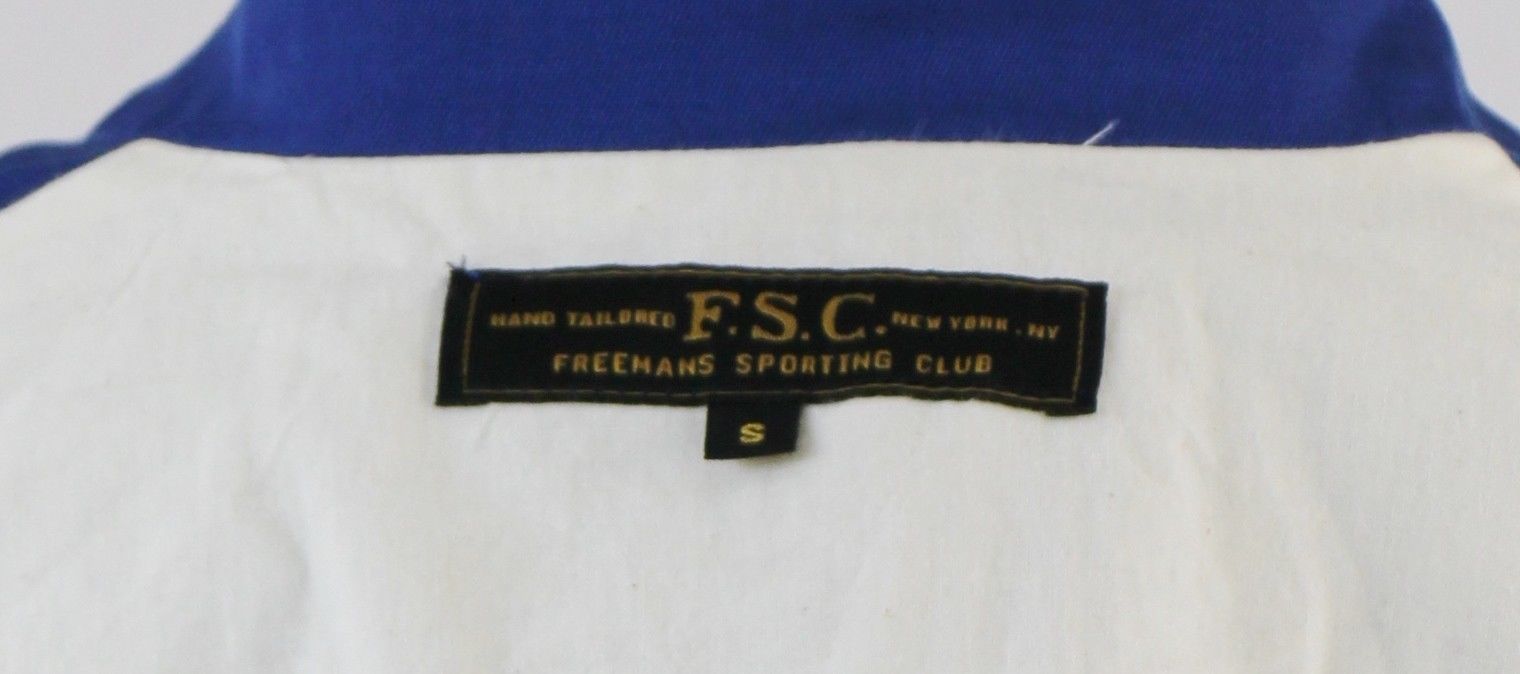 HAND TAILORED F.S.C. NEW YORK. NY
FREEMANS SPORTING CLUB
S